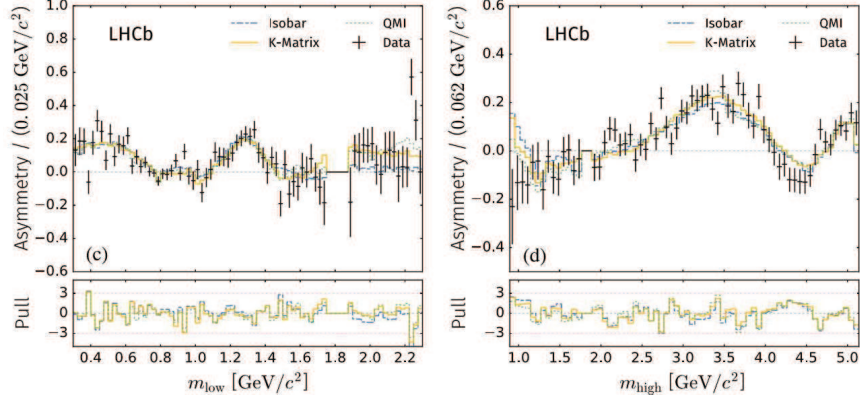 LHCb
Isobar
QMI
K-Matrix
Data
Asymmetry / (0. 025 GeV/c²)
1.0
0.8
0.6
0.4
0.2
0.0
−0.2
−0.4
−0.6
(c)
Pull
3
0
−3
0.4 0.6 0.8 1.0 1.2 1.4 1.6 1.8 2.0 2.2
m_low [GeV/c²]
LHCb
Isobar
QMI
K-Matrix
Data
Asymmetry / (0. 062 GeV/c²)
0.6
0.4
0.2
0.0
−0.2
−0.4
(d)
Pull
3
0
−3
1.0 1.5 2.0 2.5 3.0 3.5 4.0 4.5 5.0
m_high [GeV/c²]